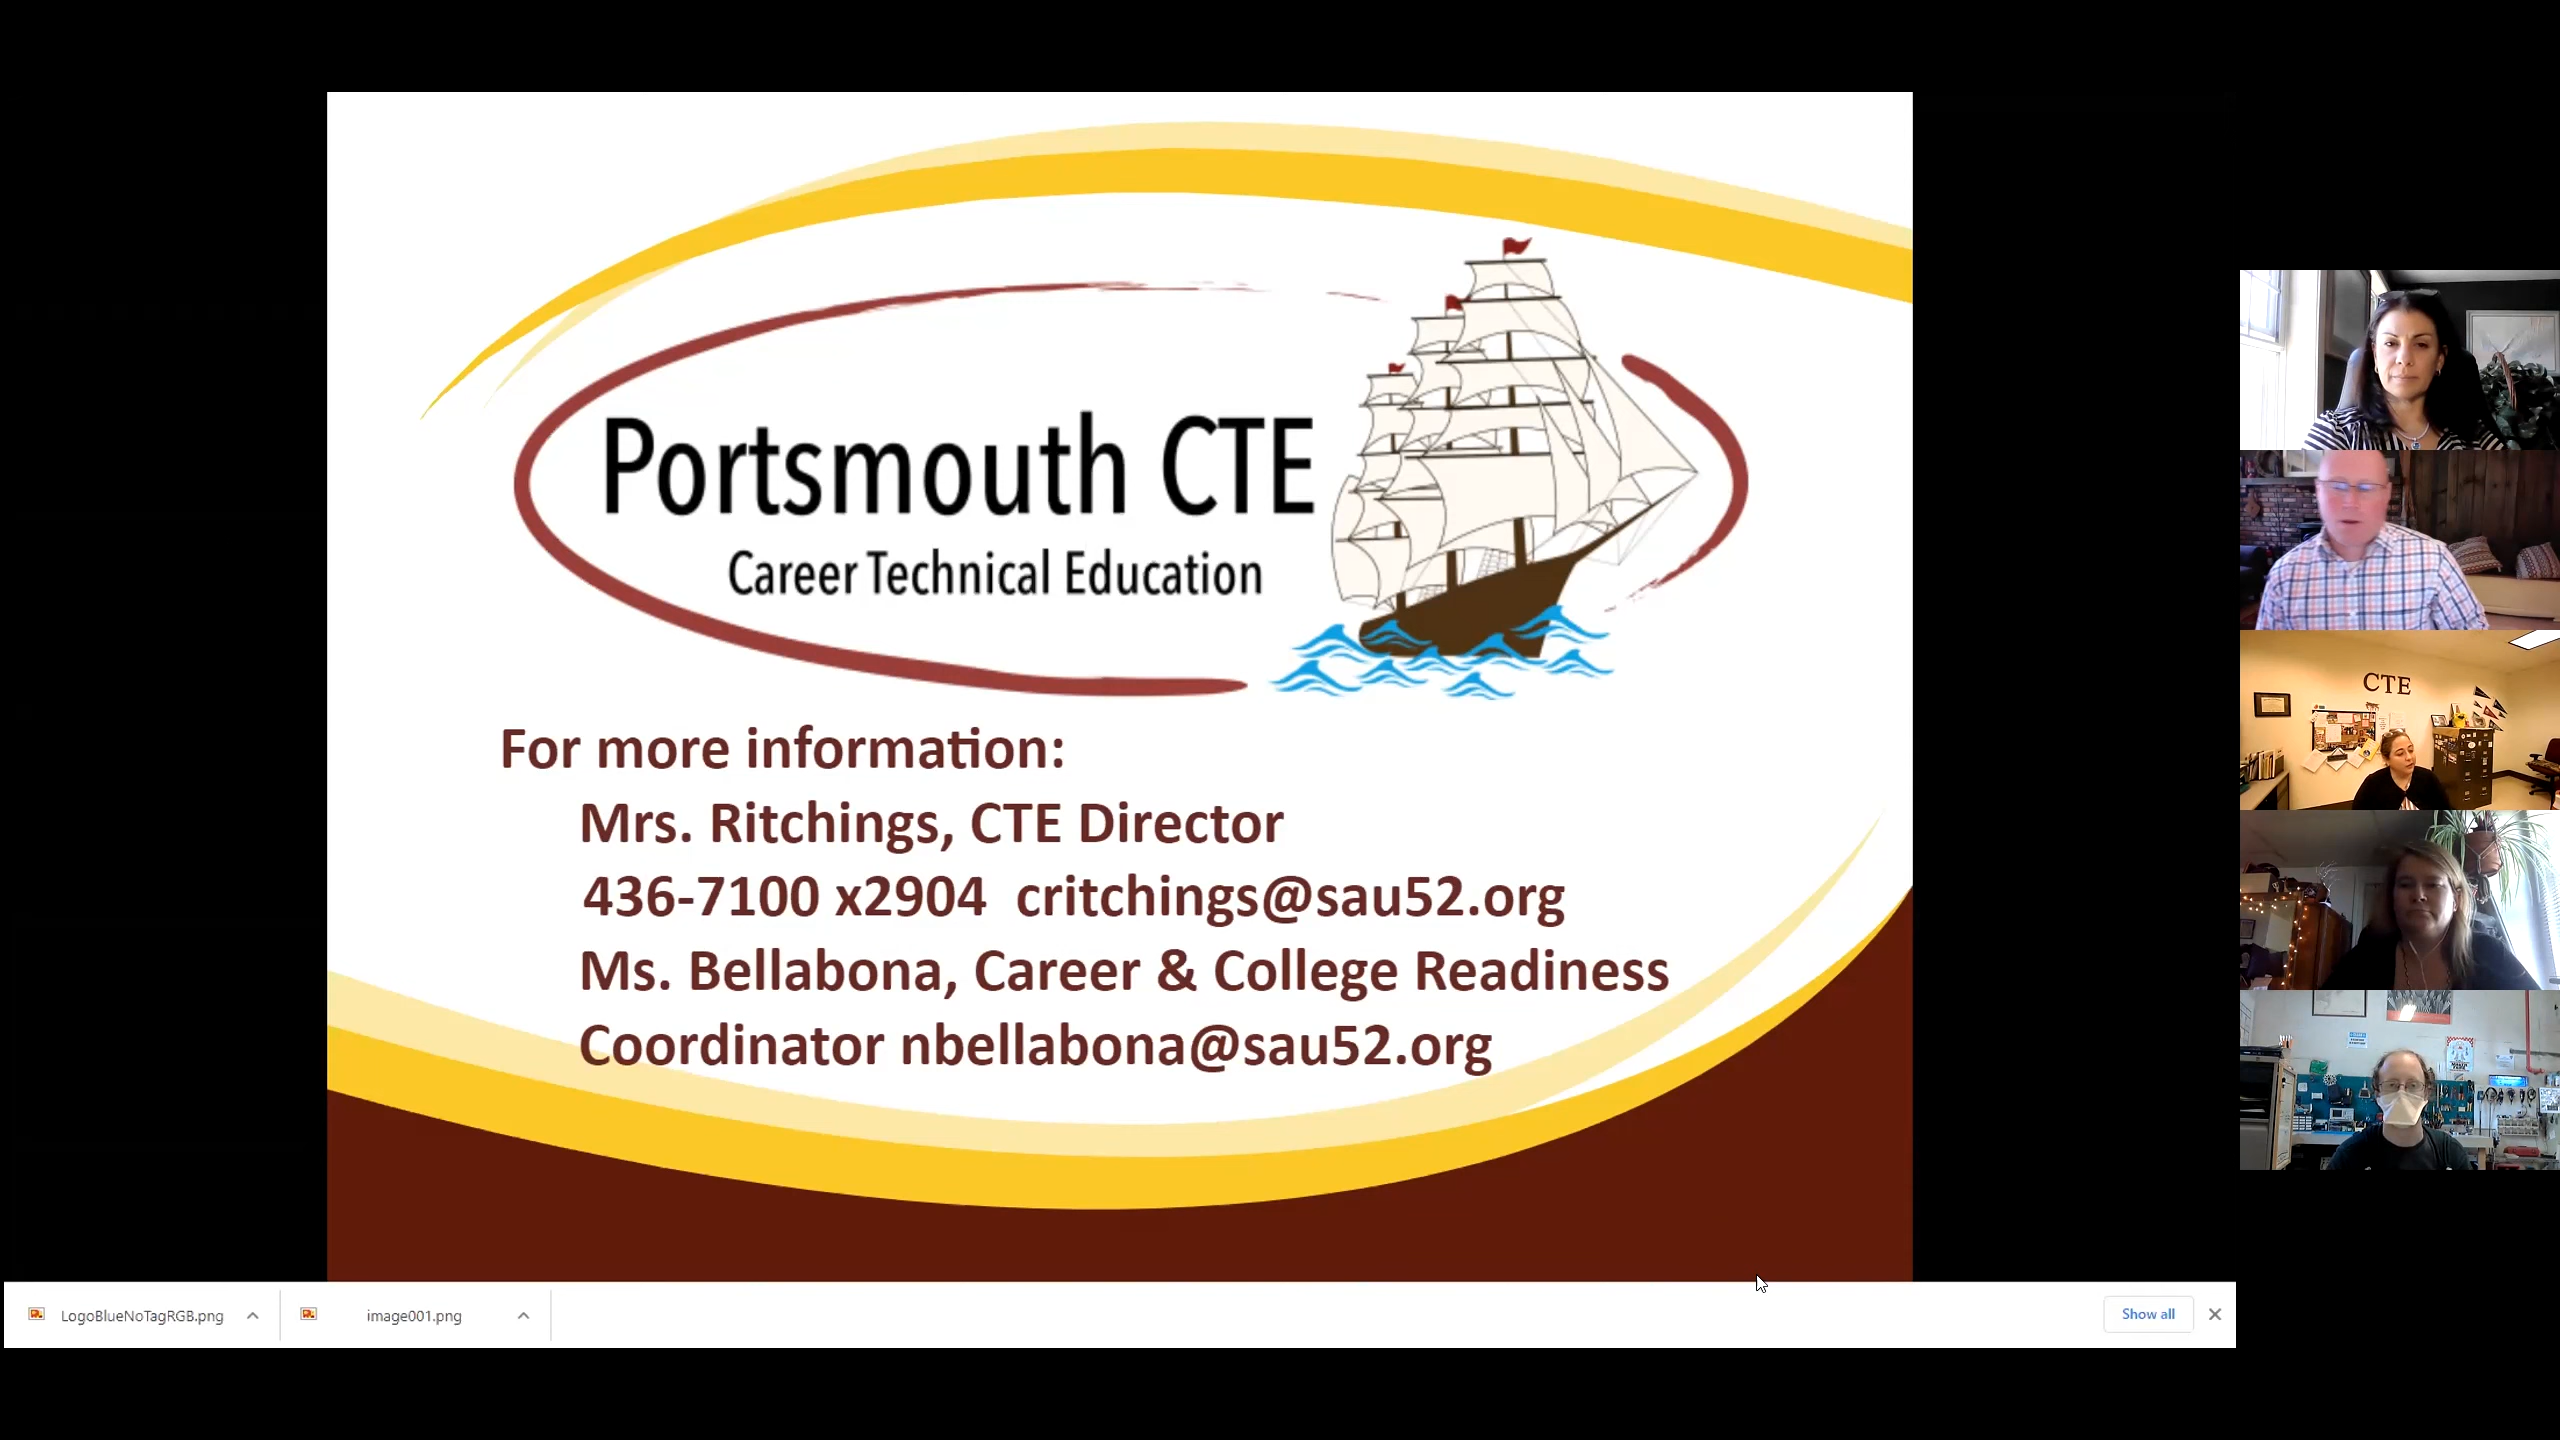 Portsmouth CTE
Career Technical Education
For more information:
Mrs. Ritchings, CTE Director
436-7100 x2904  critchings@sau52.org
Ms. Bellabona, Career & College Readiness
Coordinator nbellabona@sau52.org
CTE
LogoBlueNoTagRGB.png
image001.png
Show all